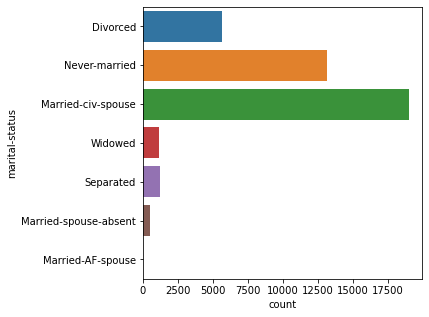 marital-status
Divorced
Never-married
Married-civ-spouse
Widowed
Separated
Married-spouse-absent
Married-AF-spouse
0 2500 5000 7500 10000 12500 15000 17500
count